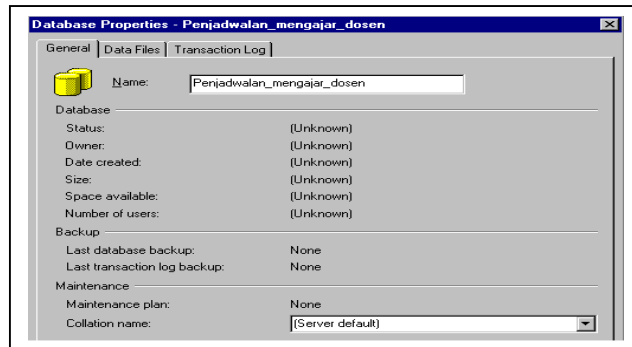 Database Properties - Penjadwalan_mengajar_dosen
General Data Files Transaction Log
Name: Penjadwalan_mengajar_dosen
Database
Status: (Unknown)
Owner: (Unknown)
Date created: (Unknown)
Size: (Unknown)
Space available: (Unknown)
Number of users: (Unknown)
Backup
Last database backup: None
Last transaction log backup: None
Maintenance
Maintenance plan: None
Collation name: (Server default)